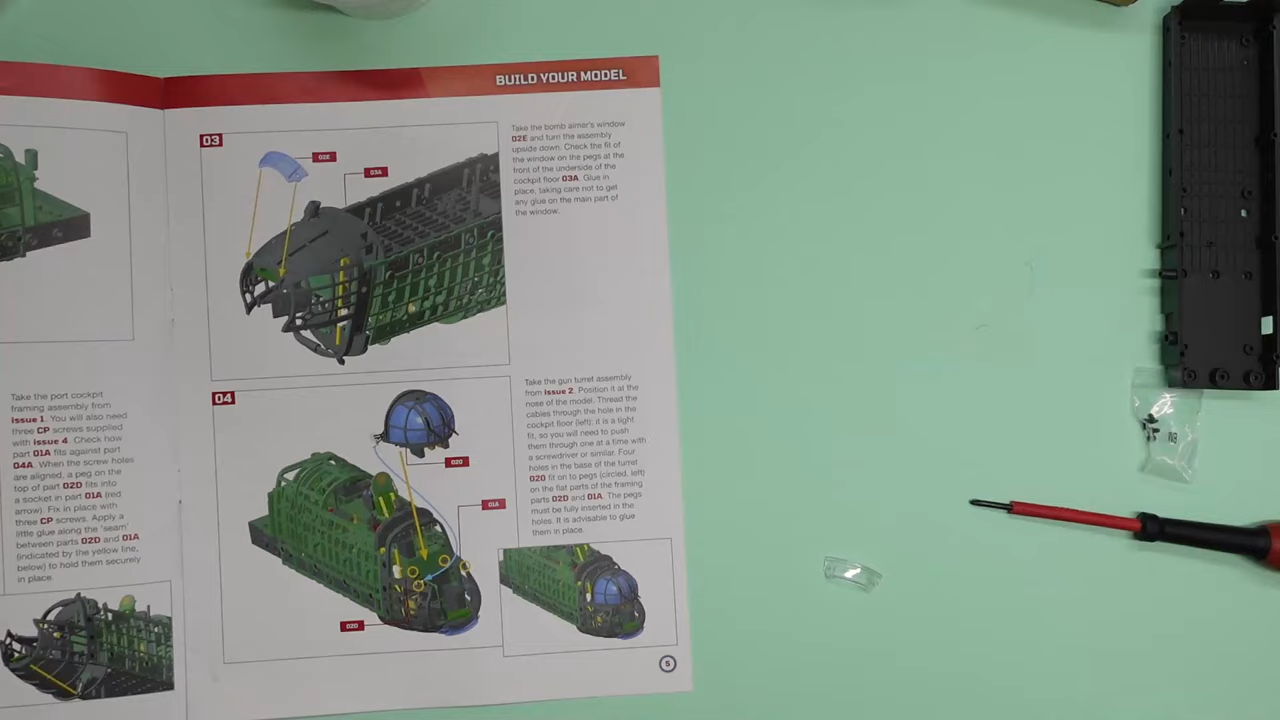 BUILD YOUR MODEL
Take the port cockpit
framing assembly from
issue 1. You will also need
three CP screws supplied
with issue 4. Check how
part 01A fits against part
04A. When the screw holes
are aligned, a peg on the
top of part 02D fits into
a socket in part 01A (red
arrow). Fix in place with
three CP screws. Apply a
little glue along the 'seam'
between parts 02D and 01A
(indicated by the yellow line,
below) to hold them securely
in place.
03
02E
03A
Take the bomb aimer's window
02E and turn the assembly
upside down. Check the fit of
the window on the pegs at the
front of the underside of the
cockpit floor 03A. Glue in
place, taking care not to get
any glue on the main part of
the window.
04
02O
01A
02D
Take the gun turret assembly
from issue 2. Position it at the
nose of the model. Thread the
cables through the hole in the
cockpit floor (left): it is a tight
fit, so you will need to push
them through one at a time with
a screwdriver or similar. Four
holes in the base of the turret
02O fit on to pegs (circled, left)
on the flat parts of the framing
parts 02D and 01A. The pegs
must be fully inserted in the
holes. It is advisable to glue
them in place.
5